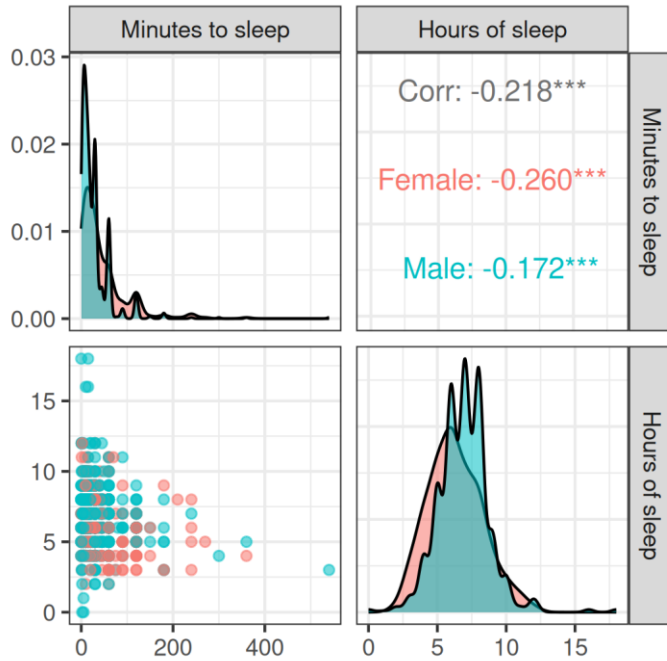 Minutes to sleep
Hours of sleep
0.03
0.02
0.01
0.00
Corr: -0.218***
Female: -0.260***
Male: -0.172***
Minutes to sleep
15
10
5
0
Hours of sleep
0 200 400
0 5 10 15